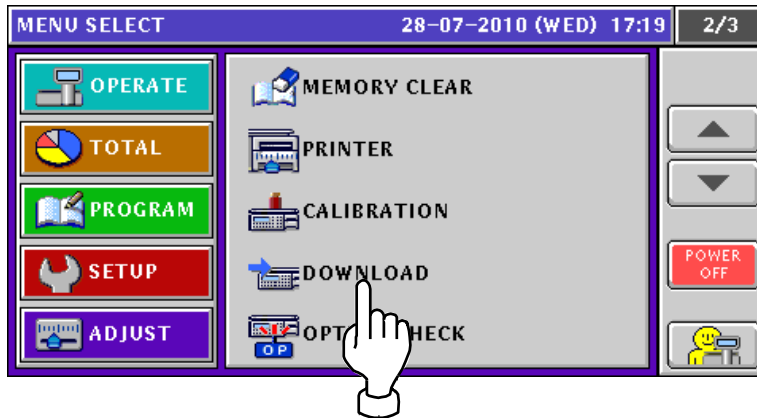 MENU SELECT 28-07-2010 (WED) 17:19 2/3
OPERATE
TOTAL
PROGRAM
SETUP
ADJUST
MEMORY CLEAR
PRINTER
CALIBRATION
DOWNLOAD
OP
POWER
OFF